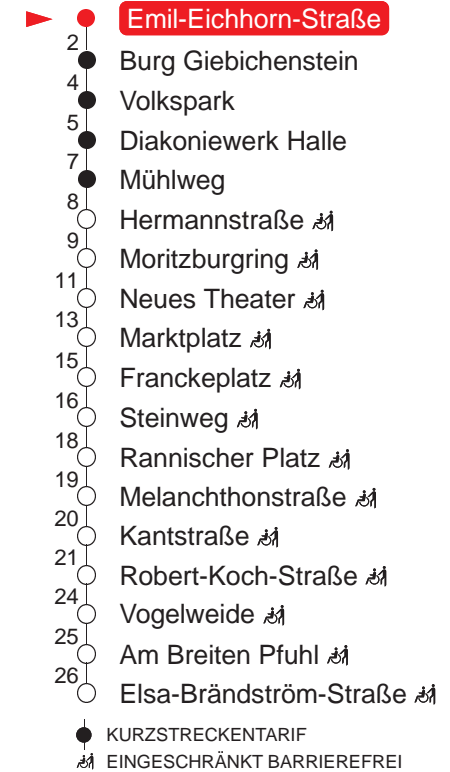 Emil-Eichhorn-Straße
2
Burg Giebichenstein
4
Volkspark
5
Diakoniewerk Halle
7
Mühlweg
8
Hermannstraße
9
Moritzburgring
11
Neues Theater
13
Marktplatz
15
Franckeplatz
16
Steinweg
18
Rannischer Platz
19
Melanchthonstraße
20
Kantstraße
21
Robert-Koch-Straße
24
Vogelweide
25
Am Breiten Pfuhl
26
Elsa-Brändström-Straße
KURZSTRECKENTARIF
EINGESCHRÄNKT BARRIEREFREI